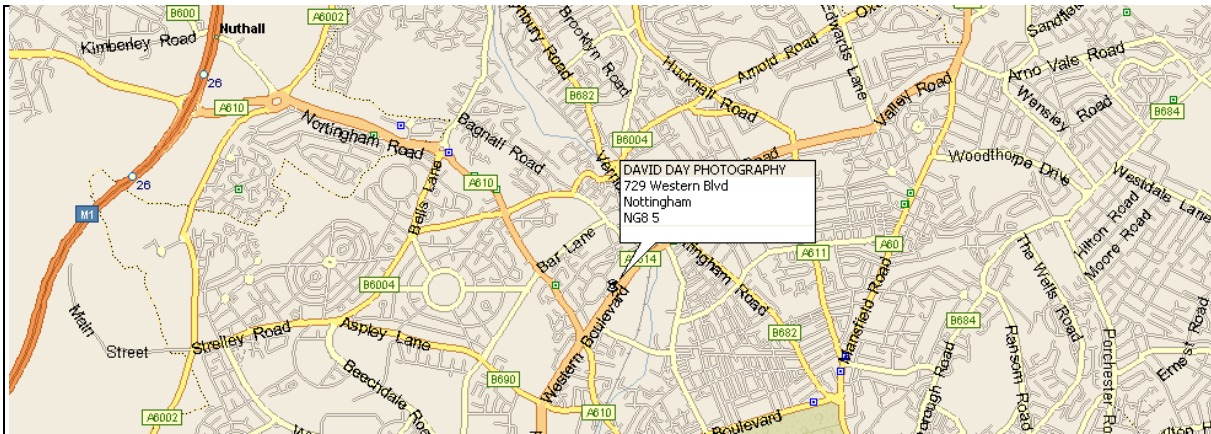 B600
A6002
Nuthall
Kimberley Road
26
A610
Nottingham Road
Bagnall Road
Brooklyn Road
B682
Hucknall Road
Arnold Road
Edwards Lane
Valley Road
Arno Vale Road
Wensley Road
B684
B6004
Woodthorpe Drive
Westdale Lane
26
M1
A610
Bells Lane
Road
DAVID DAY PHOTOGRAPHY
729 Western Blvd
Nottingham
NG8 5
Bar Lane
A60
A611
The Wells Road
Hilton Road
Moore Road
B6004
Main
Street
Strelley Road
Aspley Lane
Western Boulevard
B682
Mansfield Road
B684
Ransom Road
Porchester Road
Ernest Road
Beechdale Road
B690
A6002
A610
Boulevard